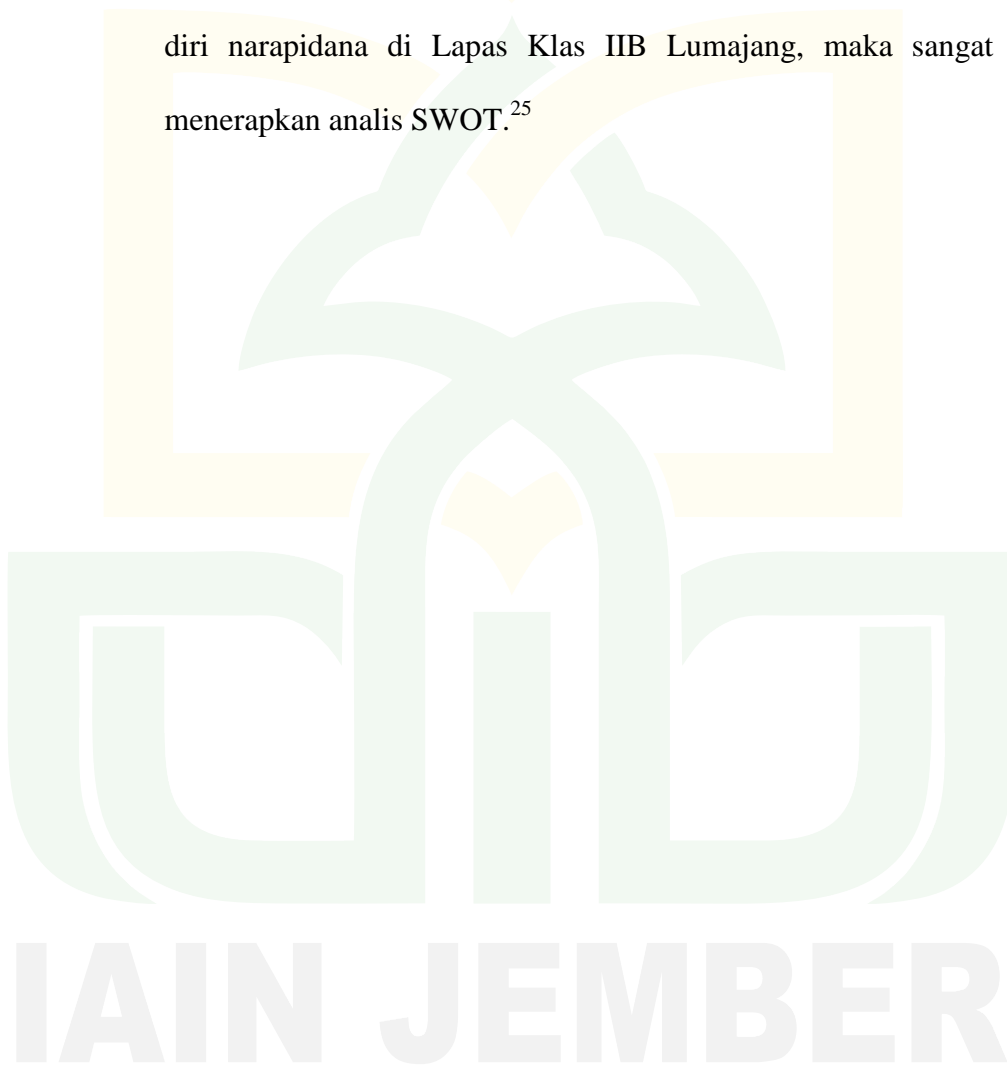 diri narapidana di Lapas Klas IIB Lumajang, maka sangat
menerapkan analis SWOT.²⁵
IAIN JEMBER